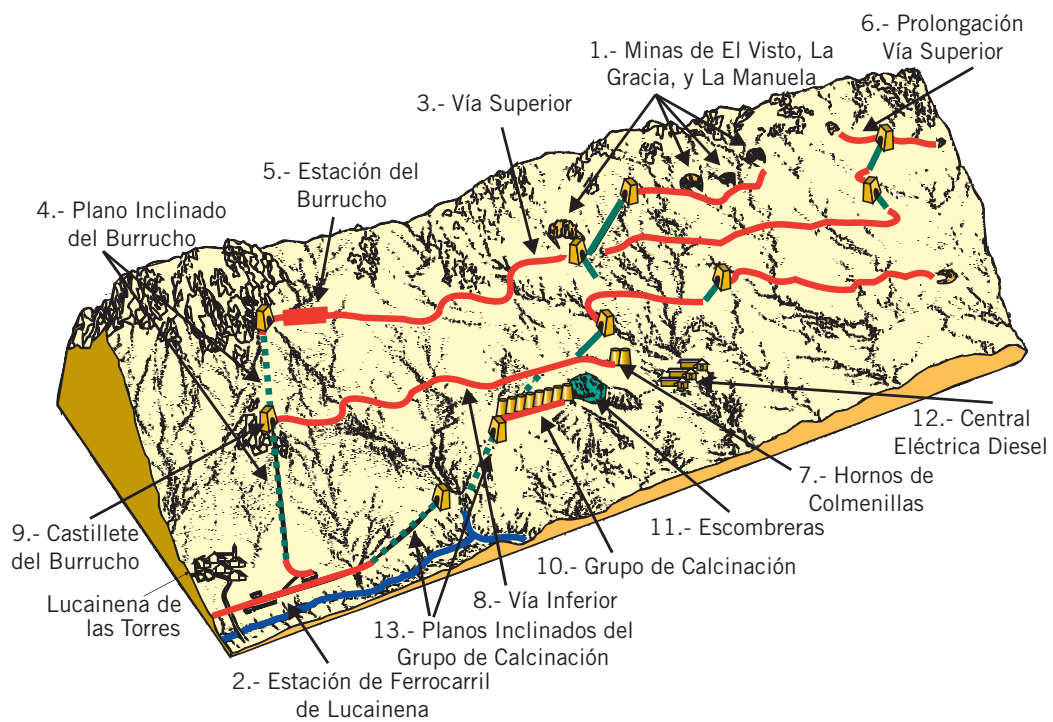 6.- Prolongación
Vía Superior
1.- Minas de El Visto, La
Gracia, y La Manuela
3.- Vía Superior
5.- Estación del
Burrucho
4.- Plano Inclinado
del Burrucho
12.- Central
Eléctrica Diesel
7.- Hornos de
Colmenillas
11.- Escombreras
9.- Castillete
del Burrucho
10.- Grupo de Calcinación
8.- Vía Inferior
Lucainena de
las Torres
13.- Planos Inclinados del
Grupo de Calcinación
2.- Estación de Ferrocarril
de Lucainena